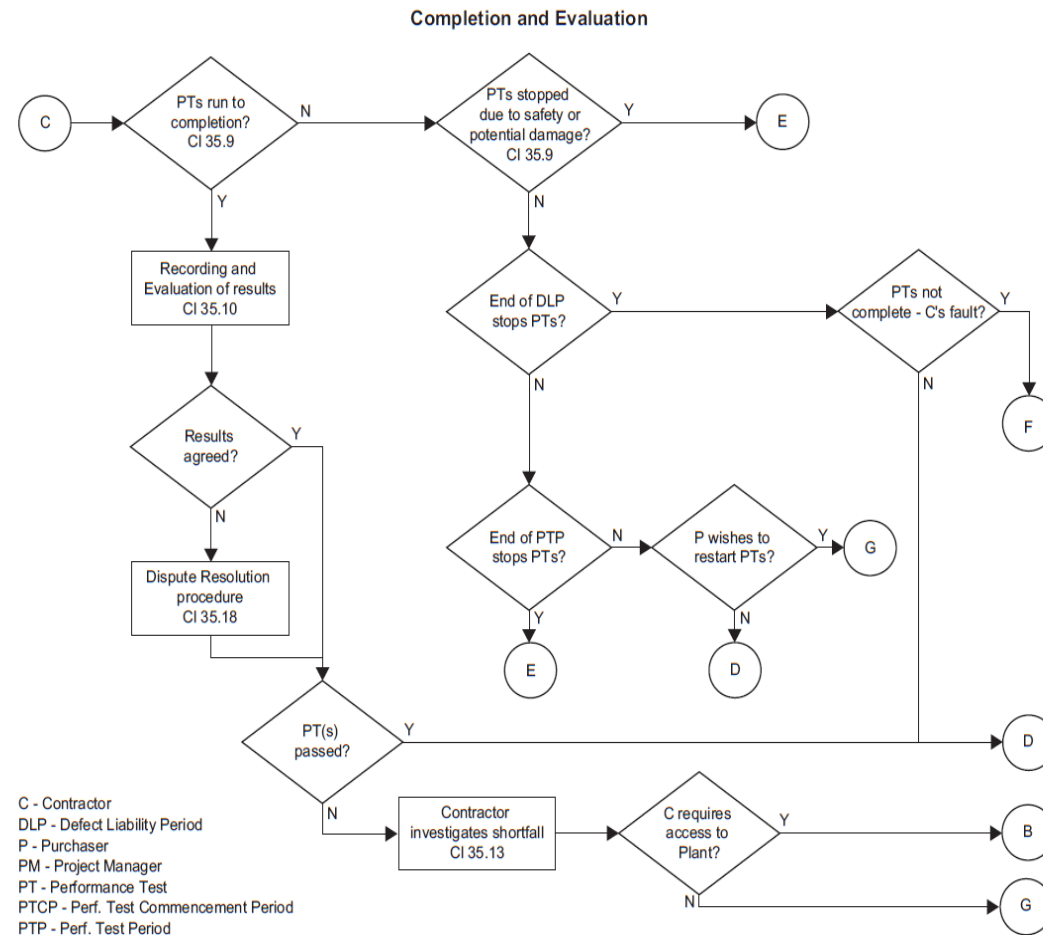 Completion and Evaluation
C
PTs run to
completion?
Cl 35.9
N
Y
PTs stopped
due to safety or
potential damage?
Cl 35.9
Y
N
E
Recording and
Evaluation of results
Cl 35.10
End of DLP
stops PTs?
Y
N
PTs not
complete - C's fault?
Y
N
F
Results
agreed?
Y
N
Dispute Resolution
procedure
Cl 35.18
End of PTP
stops PTs?
N
Y
E
P wishes to
restart PTs?
Y
N
G
D
PT(s)
passed?
Y
N
D
Contractor
investigates shortfall
Cl 35.13
C requires
access to
Plant?
Y
N
B
G
C - Contractor
DLP - Defect Liability Period
P - Purchaser
PM - Project Manager
PT - Performance Test
PTCP - Perf. Test Commencement Period
PTP - Perf. Test Period